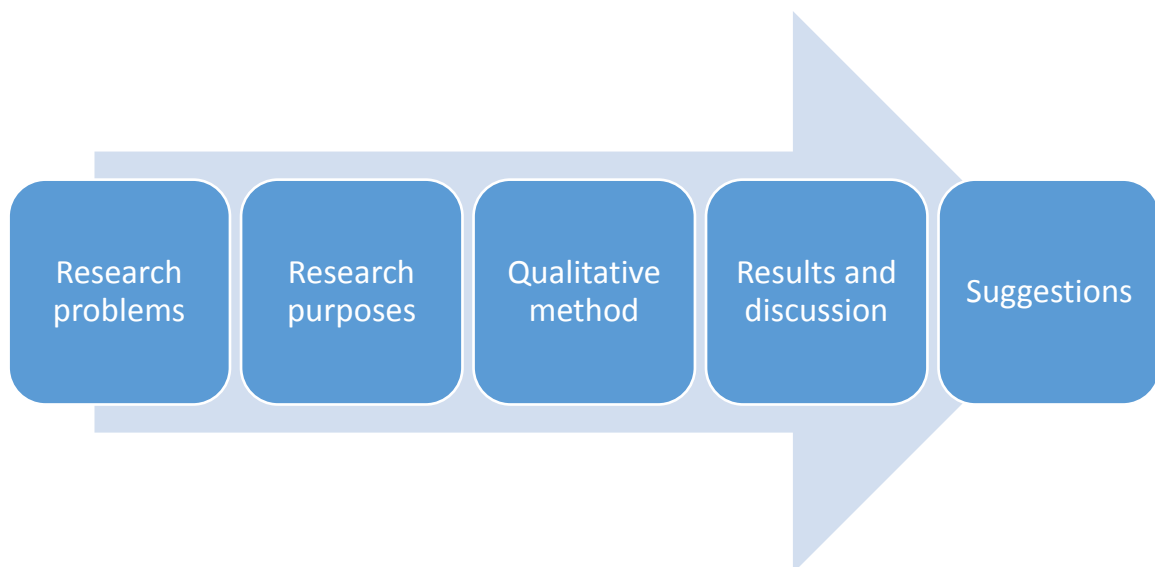 Research
problems
Research
purposes
Qualitative
method
Results and
discussion
Suggestions